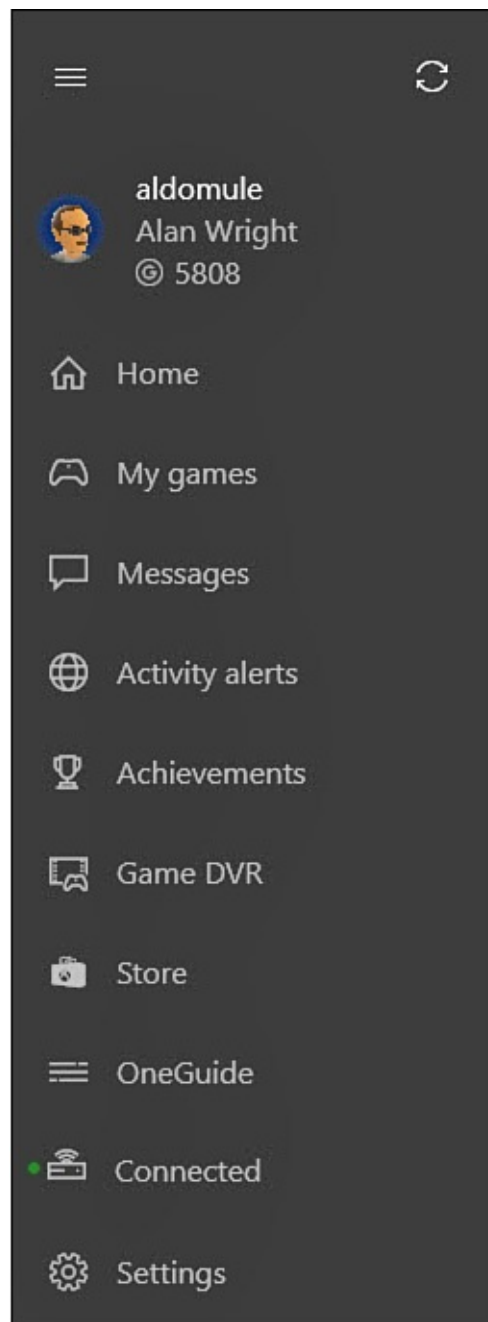 aldomule
Alan Wright
G 5808
Home
My games
Messages
Activity alerts
Achievements
Game DVR
Store
OneGuide
Connected
Settings